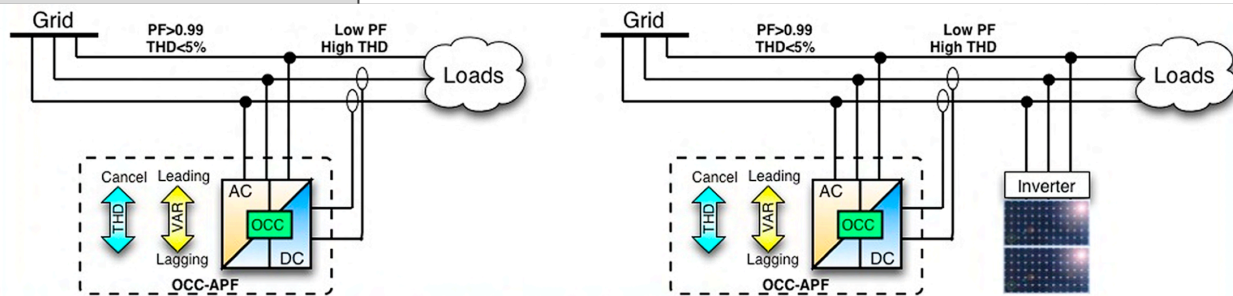 Grid
PF>0.99
THD<5%
Low PF
High THD
Loads
Cancel
Leading
THD
VAR
Lagging
AC
OCC
DC
OCC-APF
Grid
PF>0.99
THD<5%
Low PF
High THD
Loads
Cancel
Leading
THD
VAR
Lagging
AC
OCC
DC
OCC-APF
Inverter